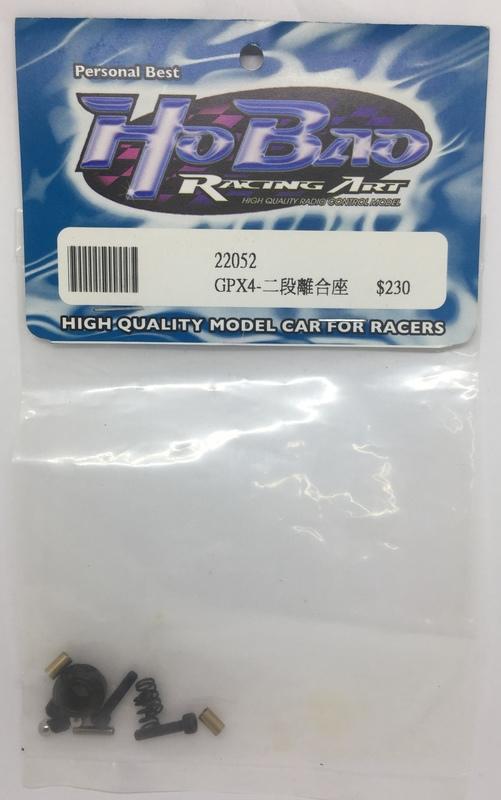 Personal Best
HoBao
Racing Art
HIGH QUALITY RADIO CONTROL MODEL
22052
GPX4-二段離合座 $230
HIGH QUALITY MODEL CAR FOR RACERS